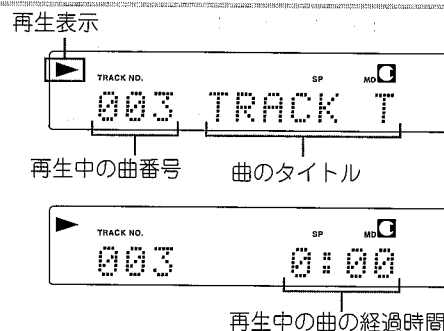 再生表示
TRACK NO. SP MD
003 TRACK T
再生中の曲番号 曲のタイトル
TRACK NO. SP MD
003 0:00
再生中の曲の経過時間